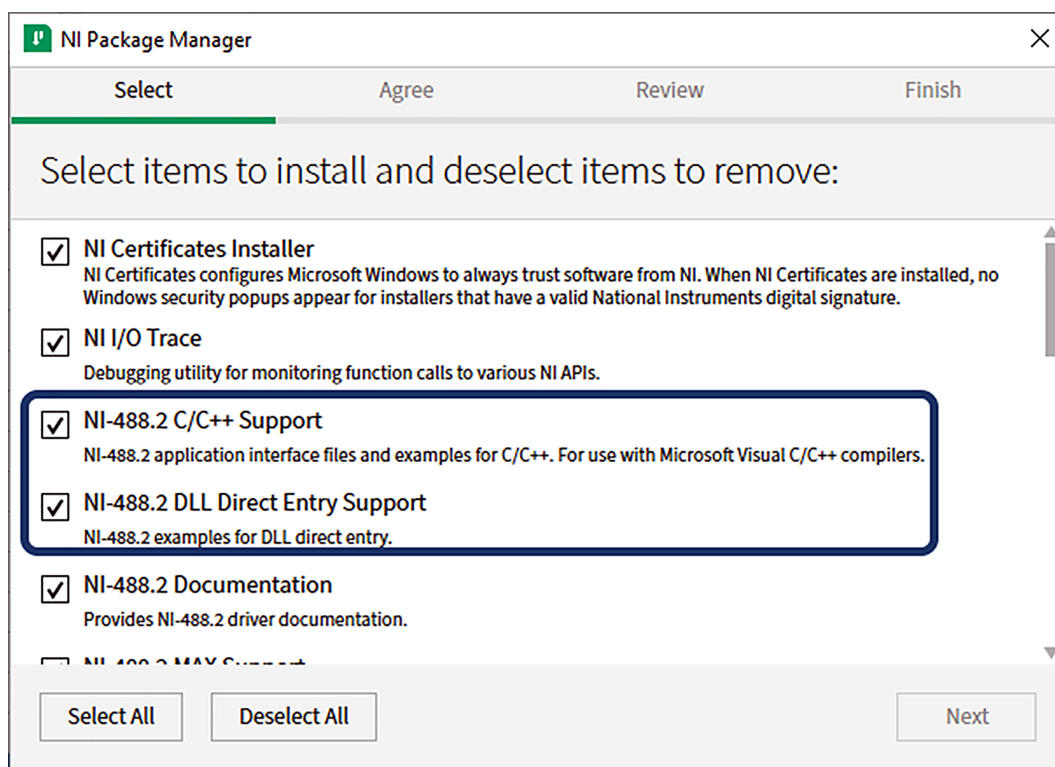 NI Package Manager
Select Agree Review Finish
Select items to install and deselect items to remove:
NI Certificates Installer
NI Certificates configures Microsoft Windows to always trust software from NI. When NI Certificates are installed, no
Windows security popups appear for installers that have a valid National Instruments digital signature.
NI I/O Trace
Debugging utility for monitoring function calls to various NI APIs.
NI-488.2 C/C++ Support
NI-488.2 application interface files and examples for C/C++. For use with Microsoft Visual C/C++ compilers.
NI-488.2 DLL Direct Entry Support
NI-488.2 examples for DLL direct entry.
NI-488.2 Documentation
Provides NI-488.2 driver documentation.
NI-488.2 MAX Support
Select All Deselect All Next